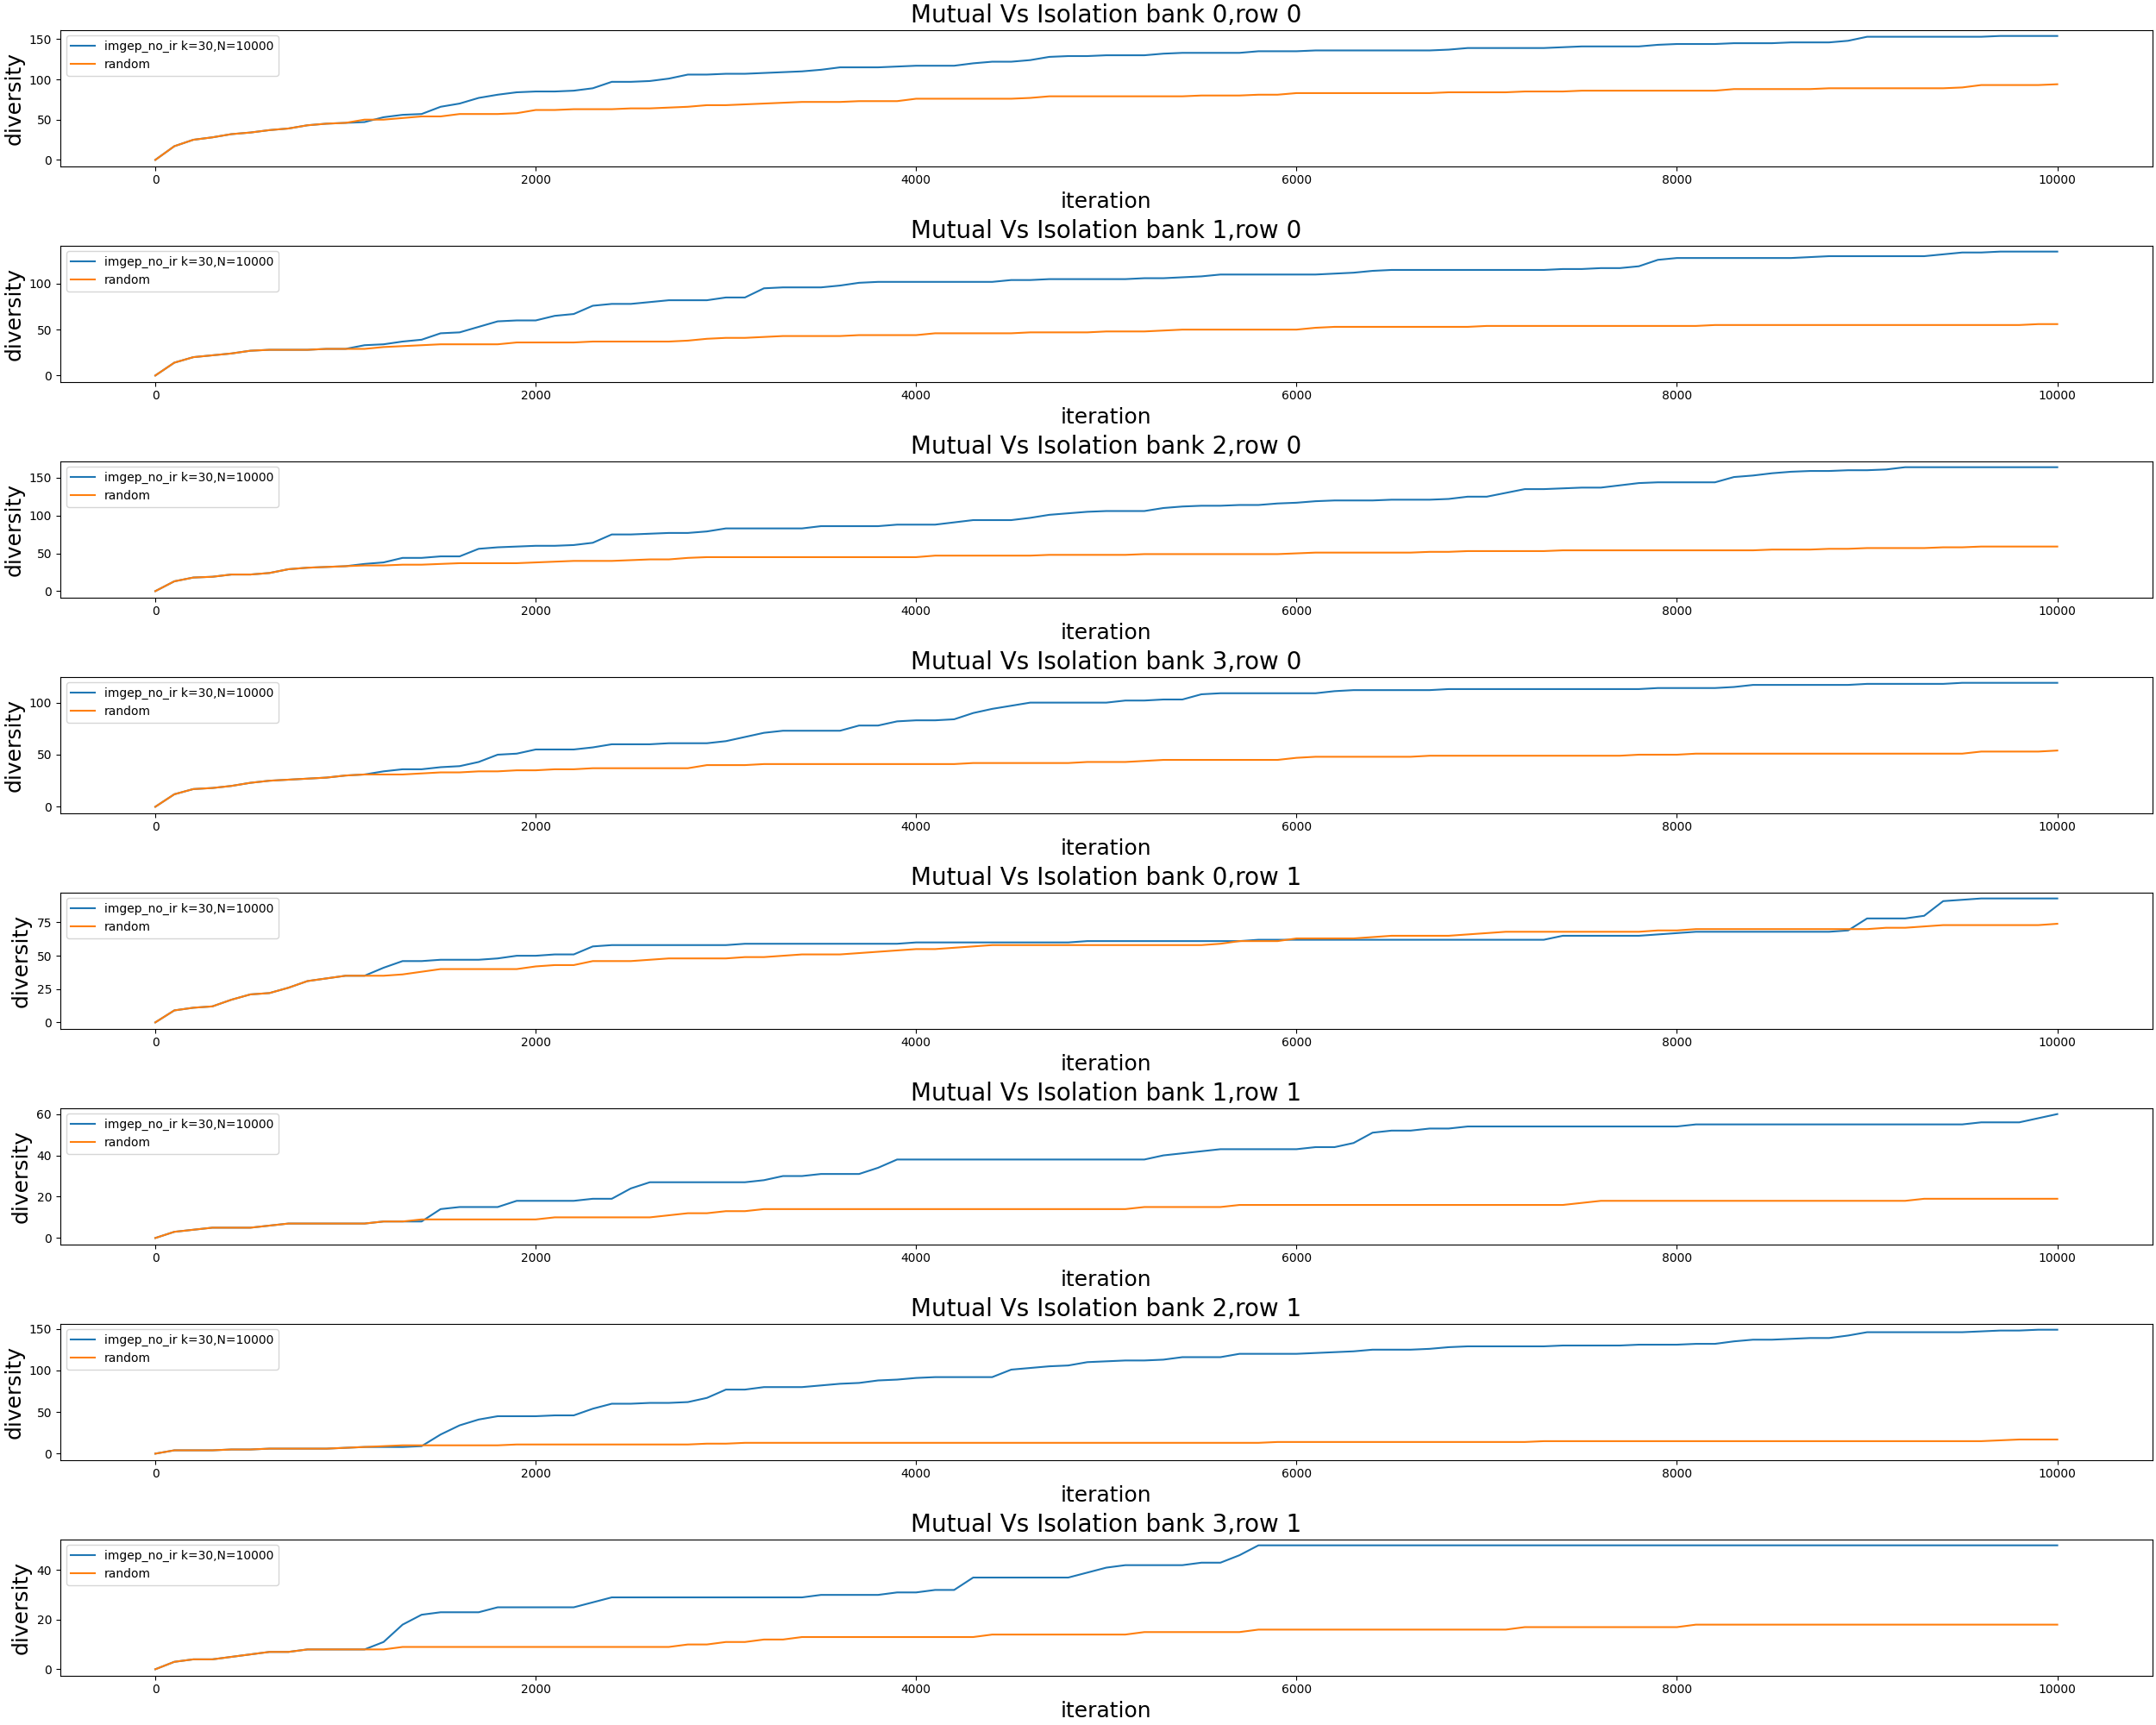 Mutual Vs Isolation bank 0,row 0
diversity
150
100
50
0
imgep_no_ir k=30,N=10000
random
0 2000 4000 6000 8000 10000
iteration
Mutual Vs Isolation bank 1,row 0
diversity
100
50
0
imgep_no_ir k=30,N=10000
random
0 2000 4000 6000 8000 10000
iteration
Mutual Vs Isolation bank 2,row 0
diversity
150
100
50
0
imgep_no_ir k=30,N=10000
random
0 2000 4000 6000 8000 10000
iteration
Mutual Vs Isolation bank 3,row 0
diversity
100
50
0
imgep_no_ir k=30,N=10000
random
0 2000 4000 6000 8000 10000
iteration
Mutual Vs Isolation bank 0,row 1
diversity
75
50
25
0
imgep_no_ir k=30,N=10000
random
0 2000 4000 6000 8000 10000
iteration
Mutual Vs Isolation bank 1,row 1
diversity
60
40
20
0
imgep_no_ir k=30,N=10000
random
0 2000 4000 6000 8000 10000
iteration
Mutual Vs Isolation bank 2,row 1
diversity
150
100
50
0
imgep_no_ir k=30,N=10000
random
0 2000 4000 6000 8000 10000
iteration
Mutual Vs Isolation bank 3,row 1
diversity
40
20
0
imgep_no_ir k=30,N=10000
random
0 2000 4000 6000 8000 10000
iteration